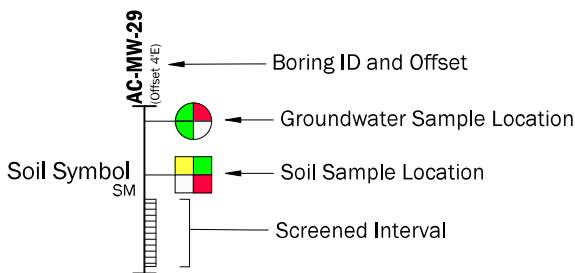 AC-MW-29
(Offset 4'E)
Boring ID and Offset
Groundwater Sample Location
Soil Symbol
SM
Soil Sample Location
Screened Interval